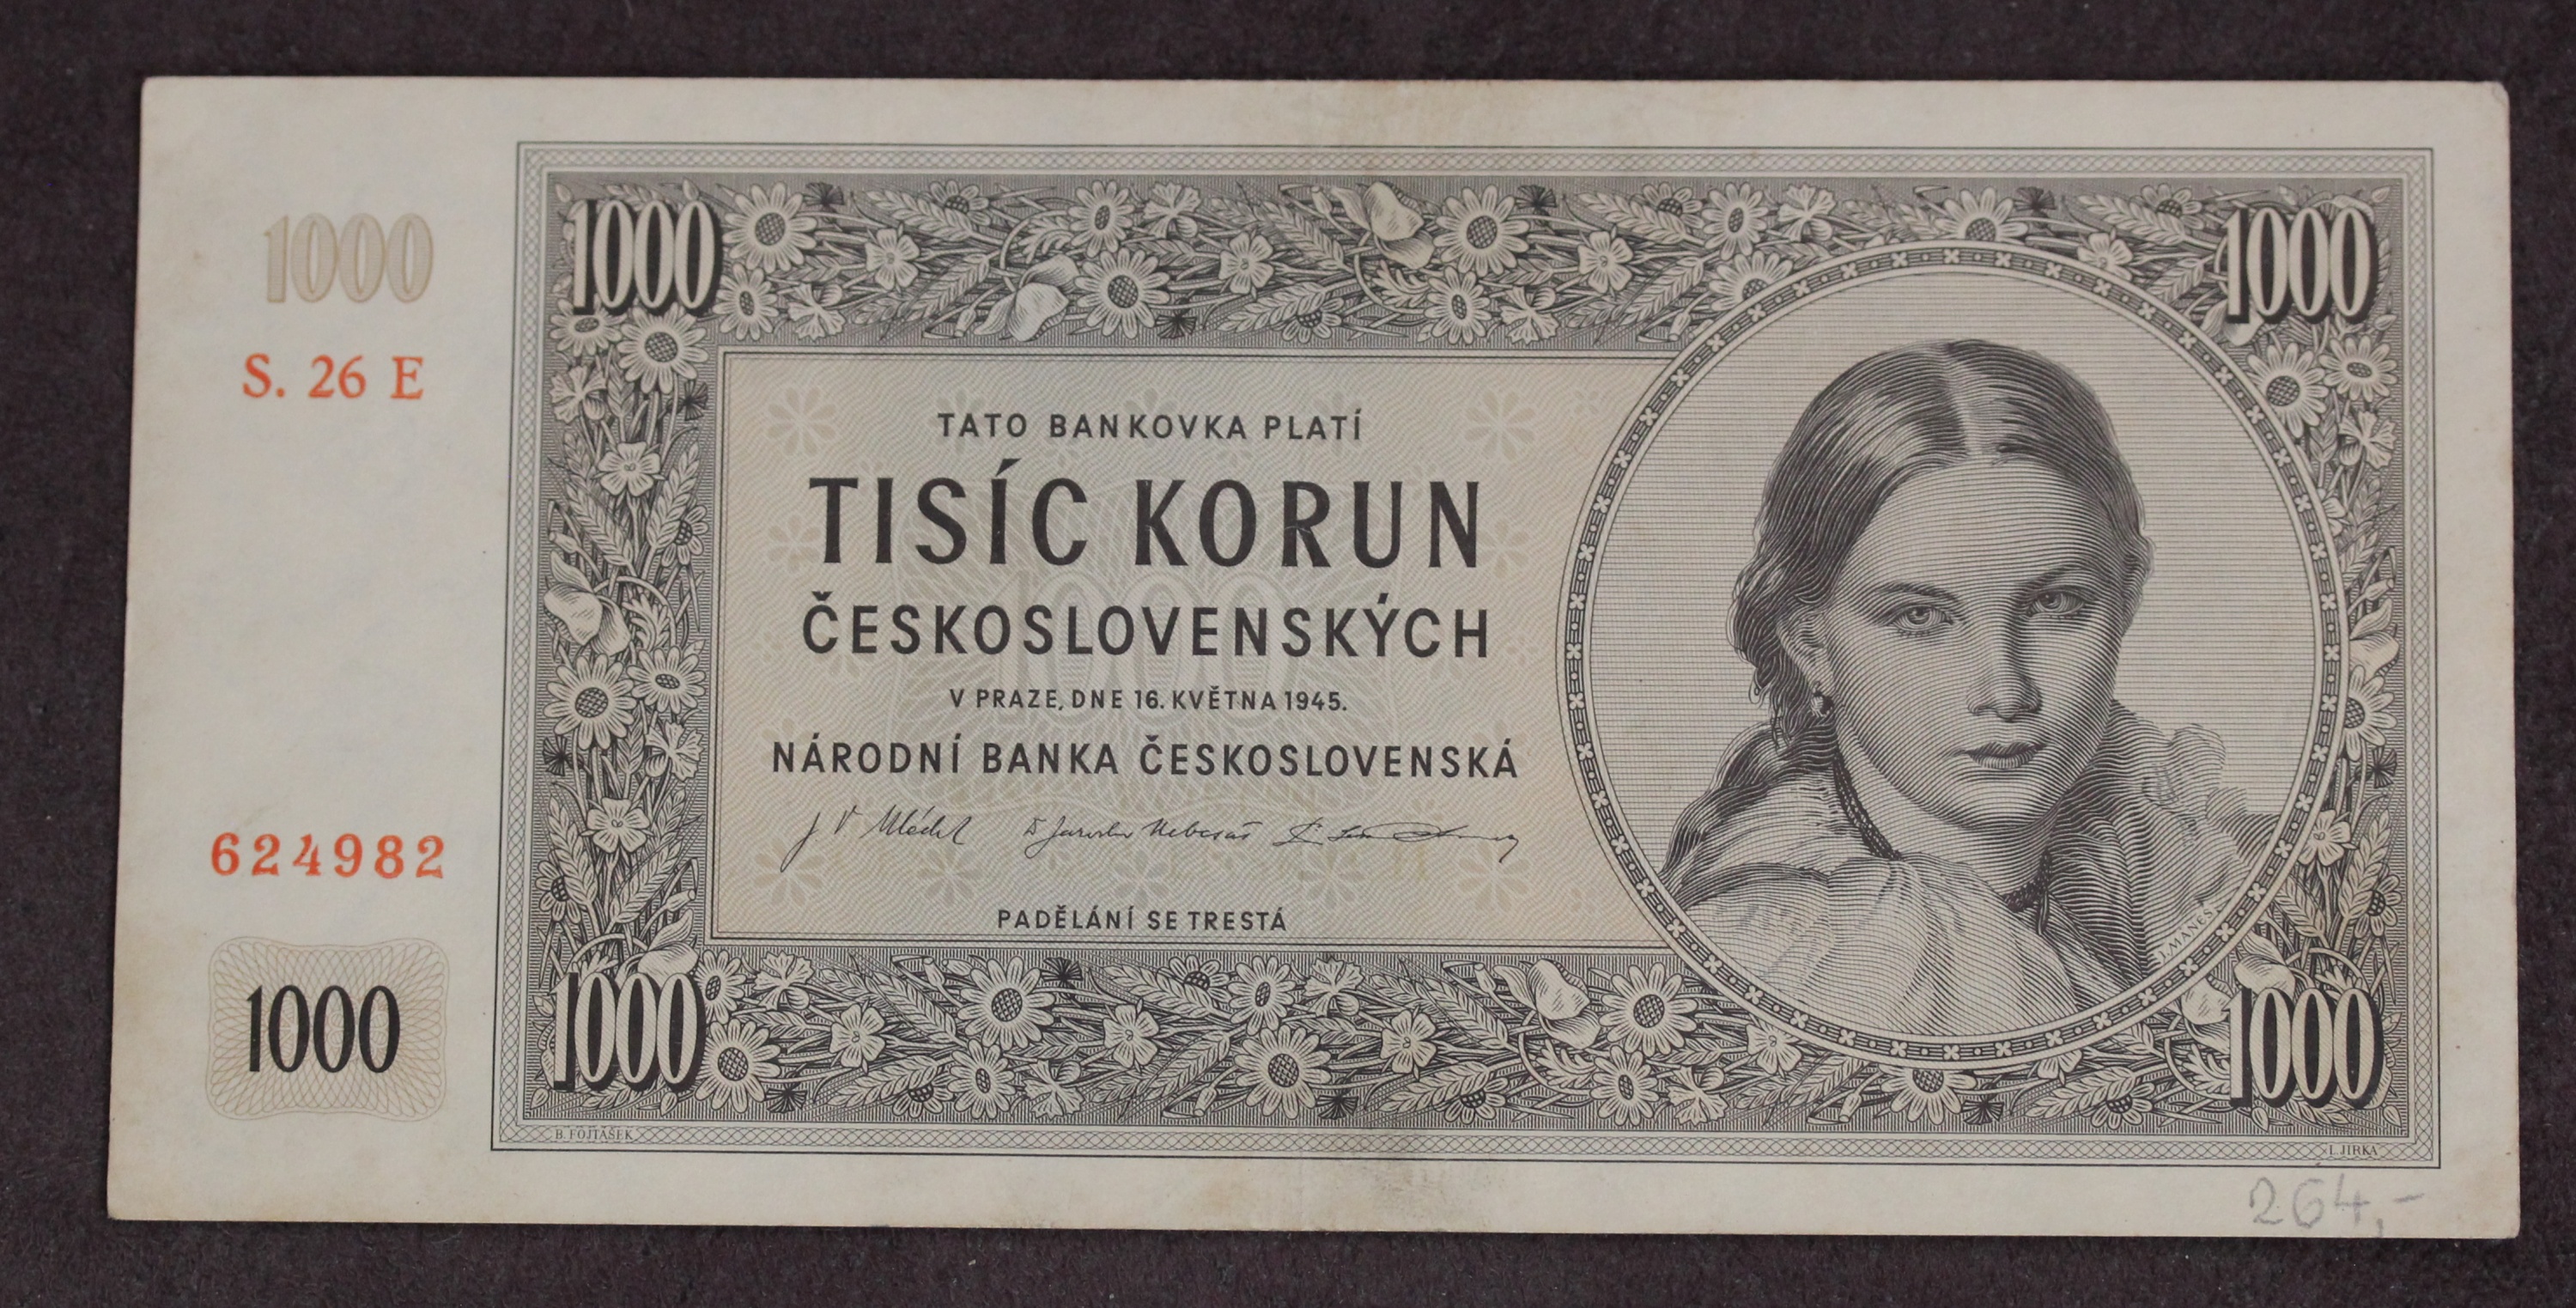 1000
S. 26 E
624982
1000
1000
1000
TATO BANKOVKA PLATÍ
TISÍC KORUN
ČESKOSLOVENSKÝCH
V PRAZE, DNE 16. KVĚTNA 1945.
NÁRODNÍ BANKA ČESKOSLOVENSKÁ
PADĚLÁNÍ SE TRESTÁ
J. MÁNES
1000
1000
B. FOJTÁŠEK
L. JIRKA
264,-